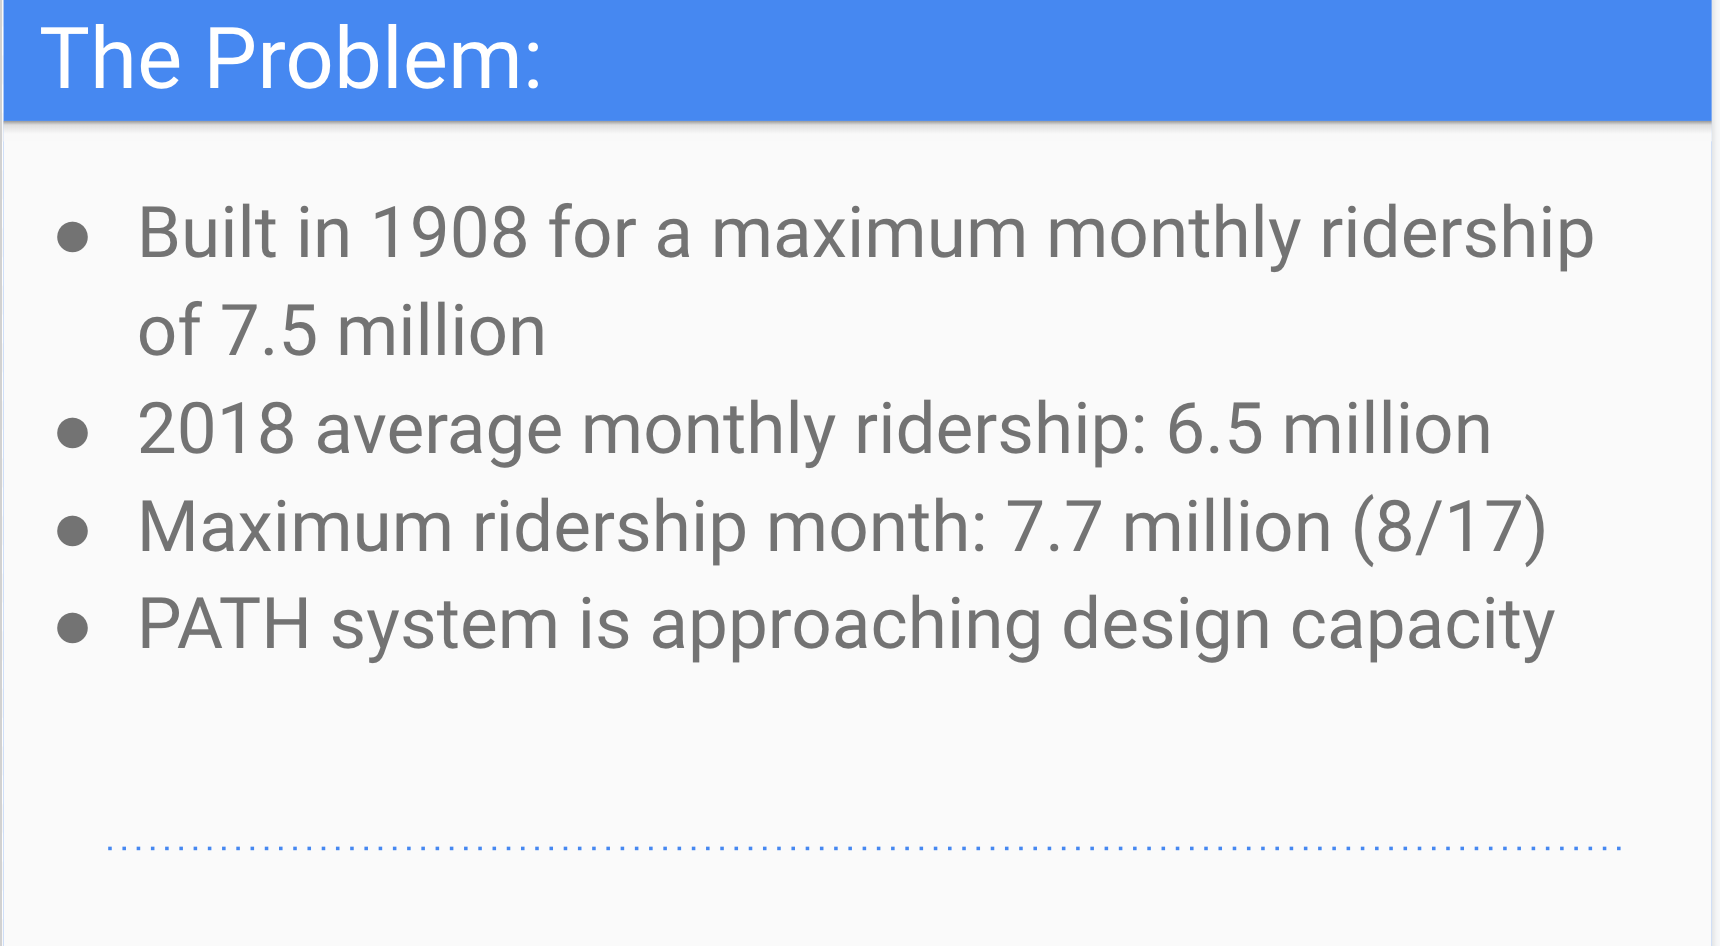 The Problem:
● Built in 1908 for a maximum monthly ridership
of 7.5 million
● 2018 average monthly ridership: 6.5 million
● Maximum ridership month: 7.7 million (8/17)
● PATH system is approaching design capacity